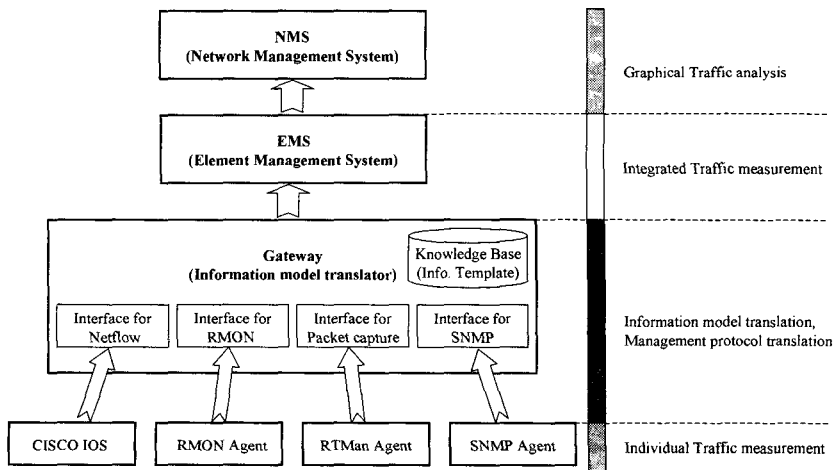 NMS
(Network Management System)
Graphical Traffic analysis
EMS
(Element Management System)
Integrated Traffic measurement
Gateway
(Information model translator)
Knowledge Base
(Info. Template)
Interface for
Netflow
Interface for
RMON
Interface for
Packet capture
Interface for
SNMP
Information model translation,
Management protocol translation
CISCO IOS
RMON Agent
RTMan Agent
SNMP Agent
Individual Traffic measurement